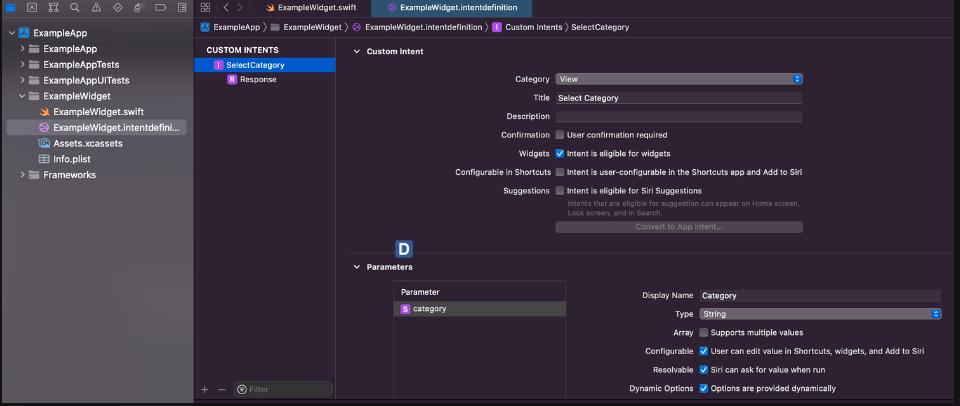 ExampleWidget.swift
ExampleWidget.intentdefinition
ExampleApp
ExampleWidget
ExampleWidget.intentdefinition
I
Custom Intents
SelectCategory
ExampleApp
ExampleApp
ExampleAppTests
ExampleAppUITests
ExampleWidget
ExampleWidget.swift
ExampleWidget.intentdefini...
Assets.xcassets
Info.plist
Frameworks
CUSTOM INTENTS
I SelectCategory
R Response
Filter
Custom Intent
Category View
Title Select Category
Description
Confirmation User confirmation required
Widgets Intent is eligible for widgets
Configurable in Shortcuts Intent is user-configurable in the Shortcuts app and Add to Siri
Suggestions Intent is eligible for Siri Suggestions
Intents that are eligible for suggestion can appear on Home screen,
Lock screen, and in Search.
Convert to App Intent...
D
Parameters
Parameter
S category
Display Name Category
Type String
Array Supports multiple values
Configurable User can edit value in Shortcuts, widgets, and Add to Siri
Resolvable Siri can ask for value when run
Dynamic Options Options are provided dynamically